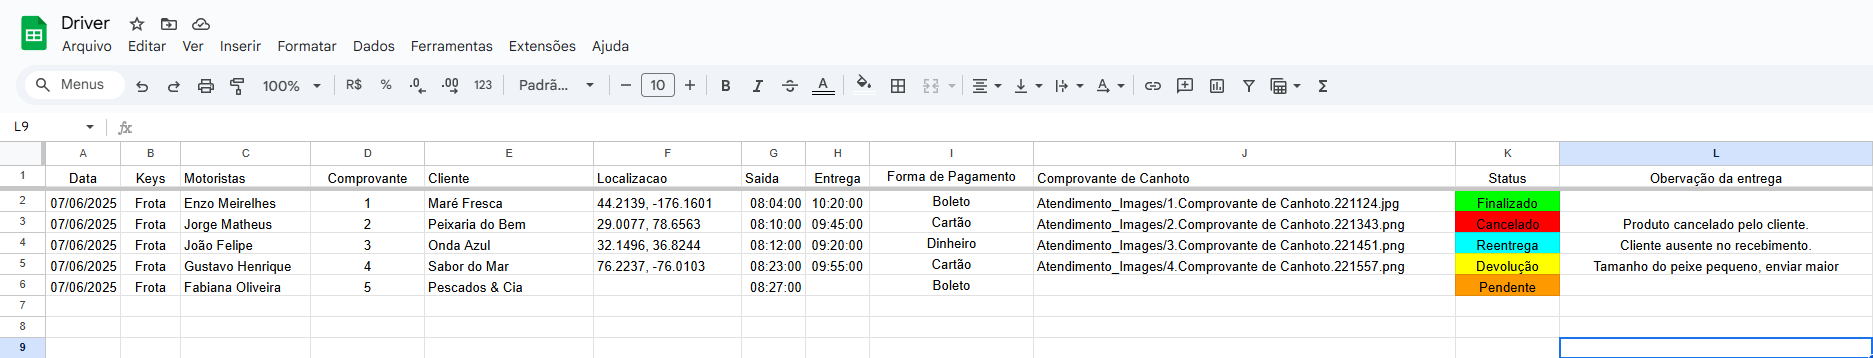 Driver
Arquivo Editar Ver Inserir Formatar Dados Ferramentas Extensões Ajuda
Menus 100% R$ % .0 .00 123 Padrã... 10 B I A A Σ
L9 fx
A B C D E F G H I J K L
1 Data Keys Motoristas Comprovante Cliente Localizacao Saida Entrega Forma de Pagamento Comprovante de Canhoto Status Obervação da entrega
2 07/06/2025 Frota Enzo Meirelhes 1 Maré Fresca 44.2139, -176.1601 08:04:00 10:20:00 Boleto Atendimento_Images/1.Comprovante de Canhoto.221124.jpg Finalizado
3 07/06/2025 Frota Jorge Matheus 2 Peixaria do Bem 29.0077, 78.6563 08:10:00 09:45:00 Cartão Atendimento_Images/2.Comprovante de Canhoto.221343.png Cancelado Produto cancelado pelo cliente.
4 07/06/2025 Frota João Felipe 3 Onda Azul 32.1496, 36.8244 08:12:00 09:20:00 Dinheiro Atendimento_Images/3.Comprovante de Canhoto.221451.png Reentrega Cliente ausente no recebimento.
5 07/06/2025 Frota Gustavo Henrique 4 Sabor do Mar 76.2237, -76.0103 08:23:00 09:55:00 Cartão Atendimento_Images/4.Comprovante de Canhoto.221557.png Devolução Tamanho do peixe pequeno, enviar maior
6 07/06/2025 Frota Fabiana Oliveira 5 Pescados & Cia 08:27:00 Boleto Pendente
7
8
9